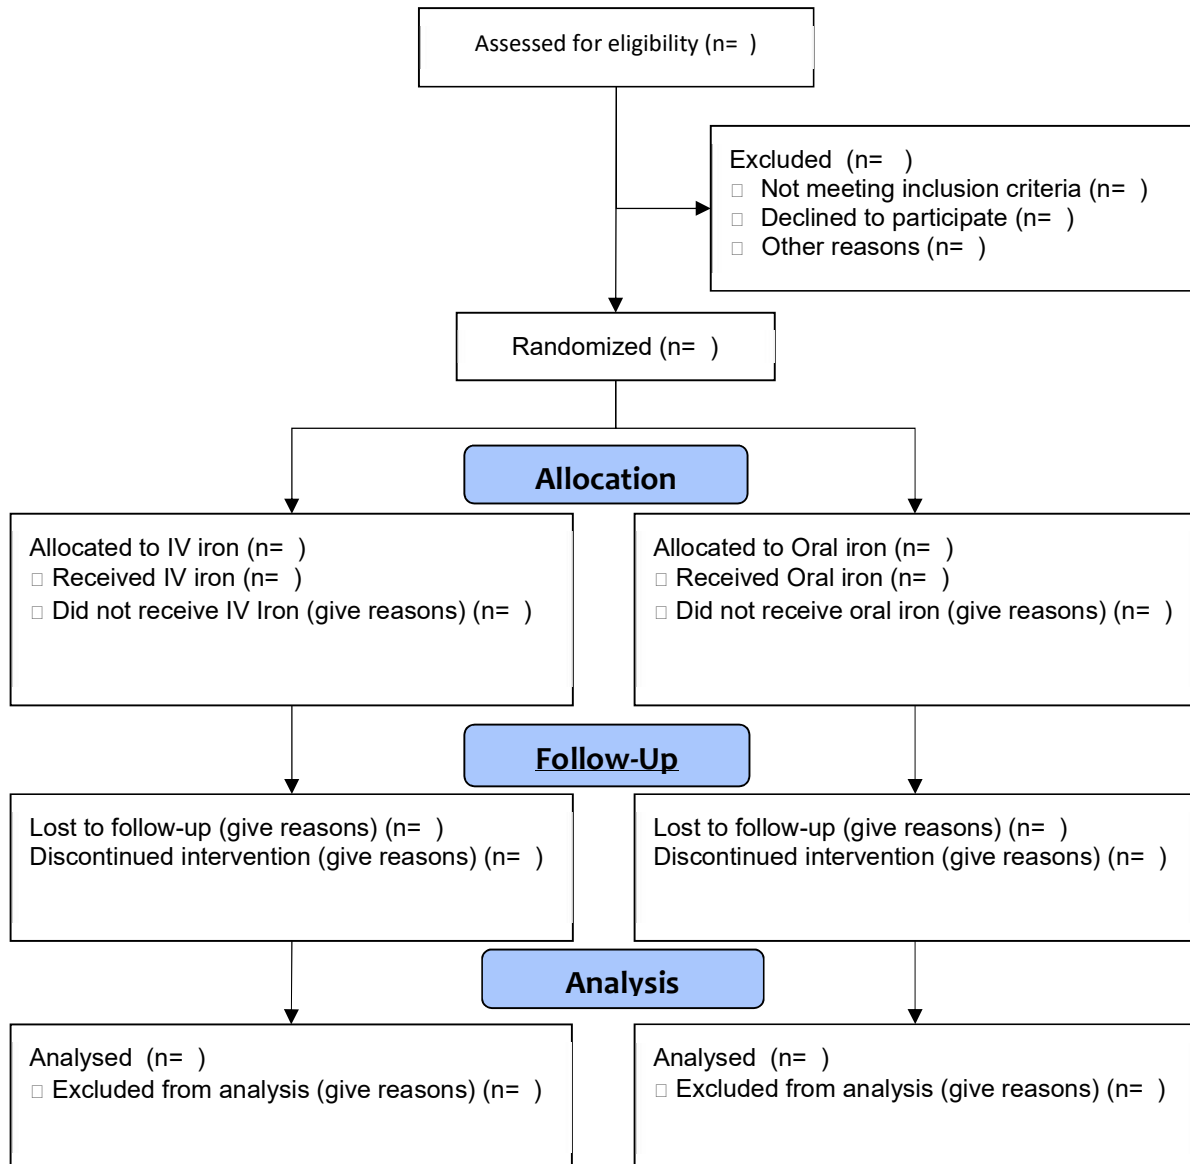 Assessed for eligibility (n=  )
Excluded  (n=   )
□  Not meeting inclusion criteria (n=  )
□  Declined to participate (n=  )
□  Other reasons (n=  )
Randomized (n=  )
Allocation
Allocated to IV iron (n=  )
□ Received IV iron (n=  )
□ Did not receive IV Iron (give reasons) (n=  )
Allocated to Oral iron (n=  )
□ Received Oral iron (n=  )
□ Did not receive oral iron (give reasons) (n=  )
Follow-Up
Lost to follow-up (give reasons) (n=  )
Discontinued intervention (give reasons) (n=  )
Lost to follow-up (give reasons) (n=  )
Discontinued intervention (give reasons) (n=  )
Analysis
Analysed  (n=  )
□ Excluded from analysis (give reasons) (n=  )
Analysed  (n=  )
□ Excluded from analysis (give reasons) (n=  )